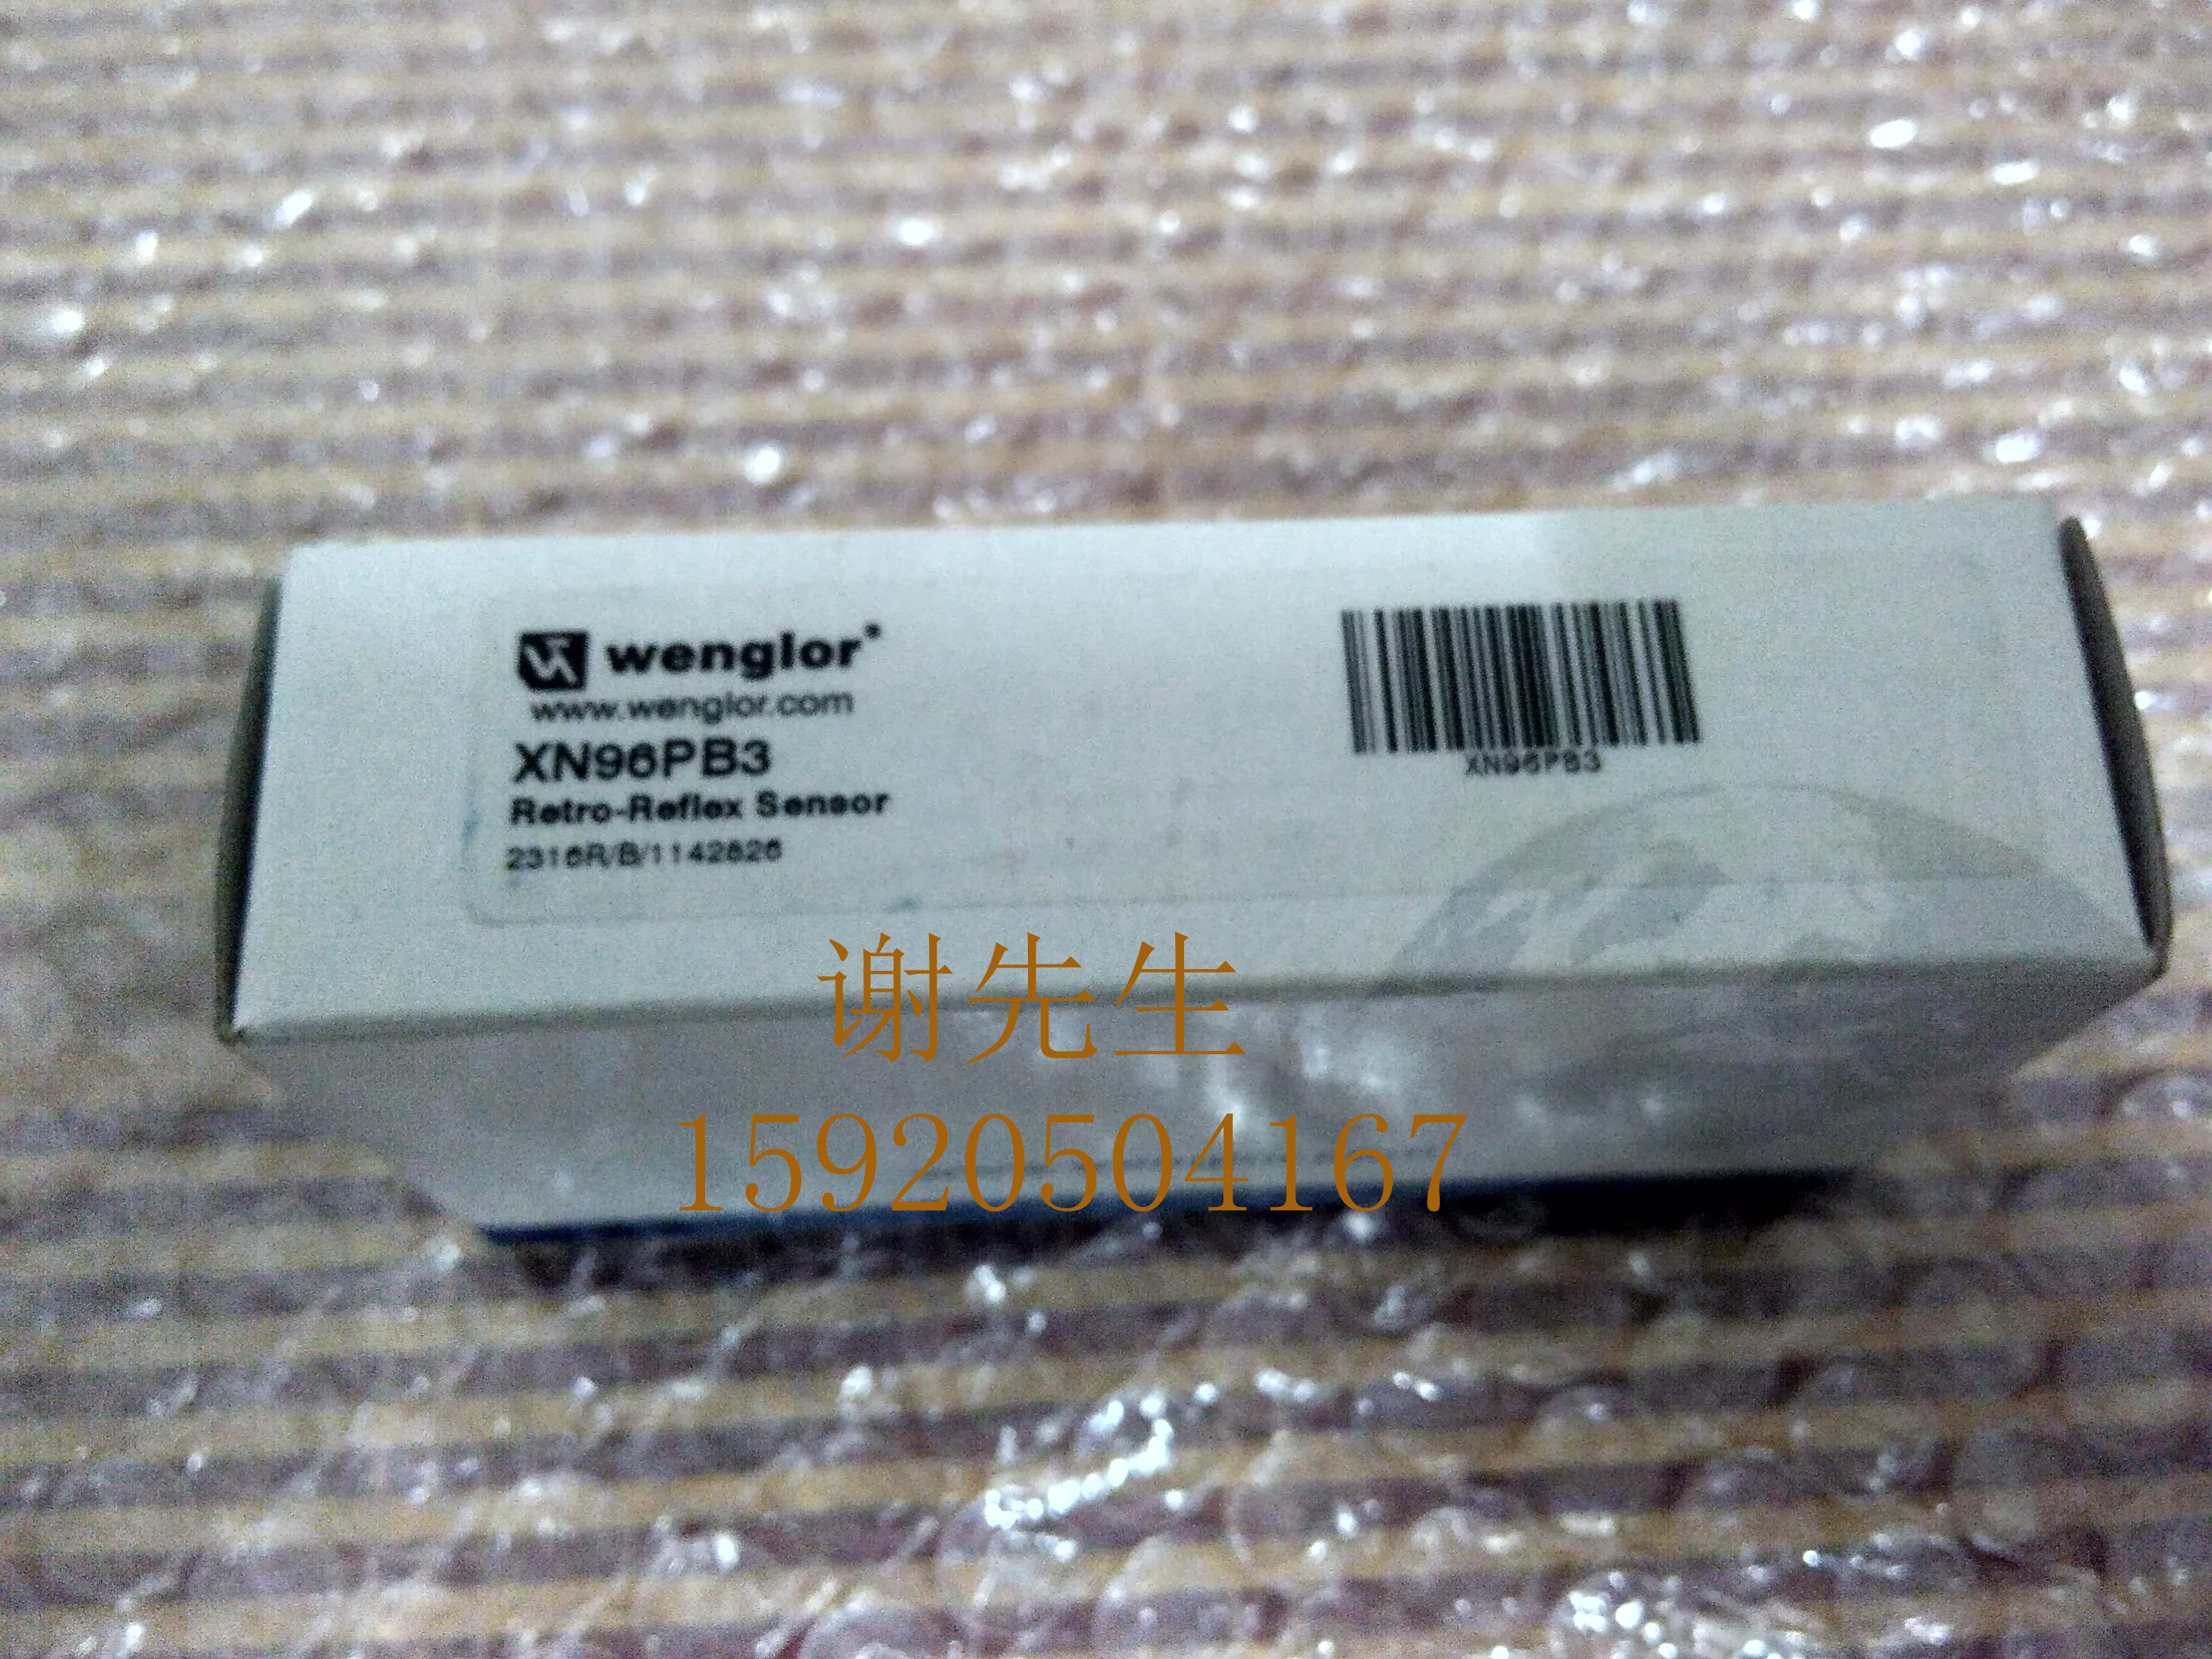 wenglor®
www.wenglor.com
XN96PB3
Retro-Reflex Sensor
2316R/B/1142826
XN96PB3
谢先生
15920504167